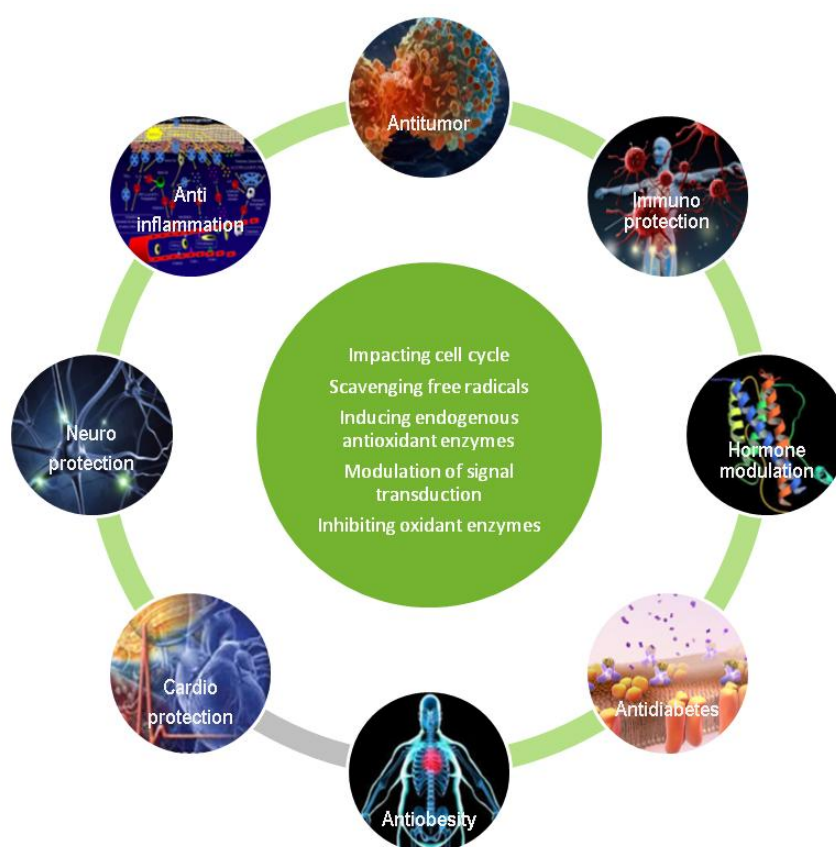 Antitumor
Immuno
protection
Hormone
modulation
Antidiabetes
Antiobesity
Cardio
protection
Neuro
protection
Anti
inflammation
Impacting cell cycle
Scavenging free radicals
Inducing endogenous
antioxidant enzymes
Modulation of signal
transduction
Inhibiting oxidant enzymes